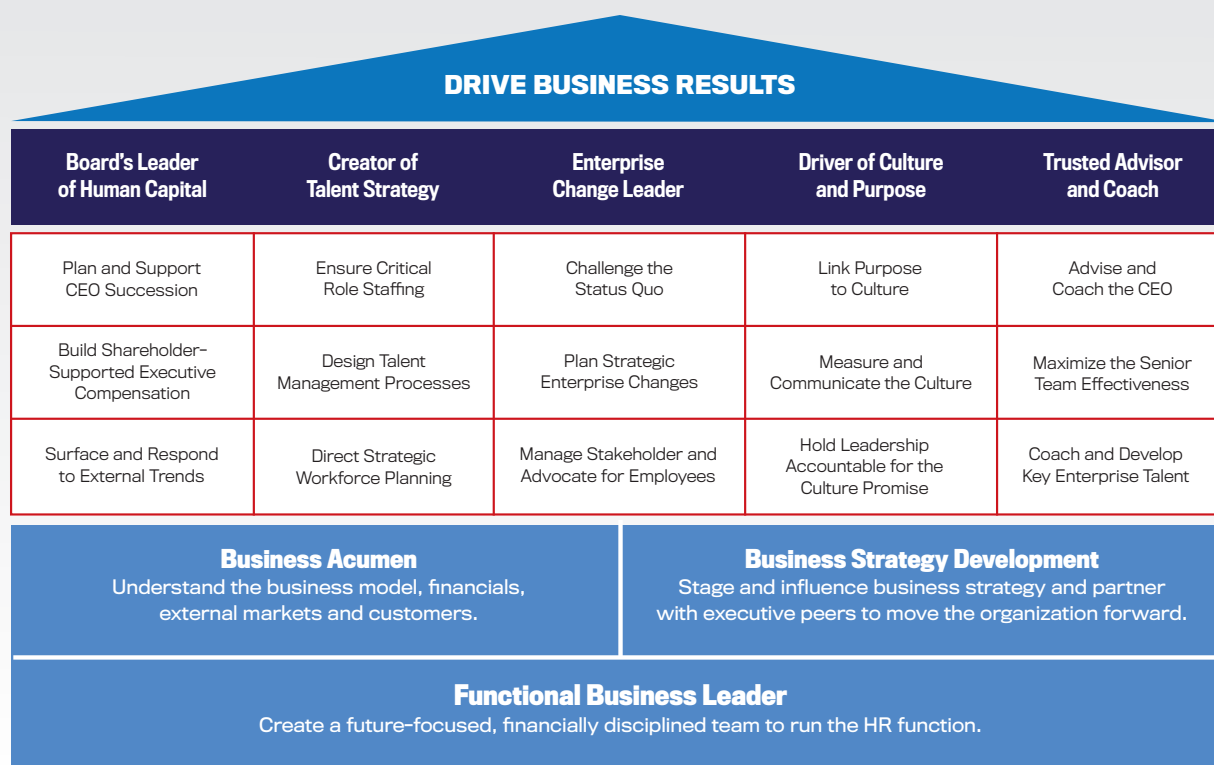 DRIVE BUSINESS RESULTS
Board’s Leader
of Human Capital
Creator of
Talent Strategy
Enterprise
Change Leader
Driver of Culture
and Purpose
Trusted Advisor
and Coach
Plan and Support
CEO Succession
Ensure Critical
Role Staffing
Challenge the
Status Quo
Link Purpose
to Culture
Advise and
Coach the CEO
Build Shareholder-
Supported Executive
Compensation
Design Talent
Management Processes
Plan Strategic
Enterprise Changes
Measure and
Communicate the Culture
Maximize the Senior
Team Effectiveness
Surface and Respond
to External Trends
Direct Strategic
Workforce Planning
Manage Stakeholder and
Advocate for Employees
Hold Leadership
Accountable for the
Culture Promise
Coach and Develop
Key Enterprise Talent
Business Acumen
Understand the business model, financials,
external markets and customers.
Business Strategy Development
Stage and influence business strategy and partner
with executive peers to move the organization forward.
Functional Business Leader
Create a future-focused, financially disciplined team to run the HR function.